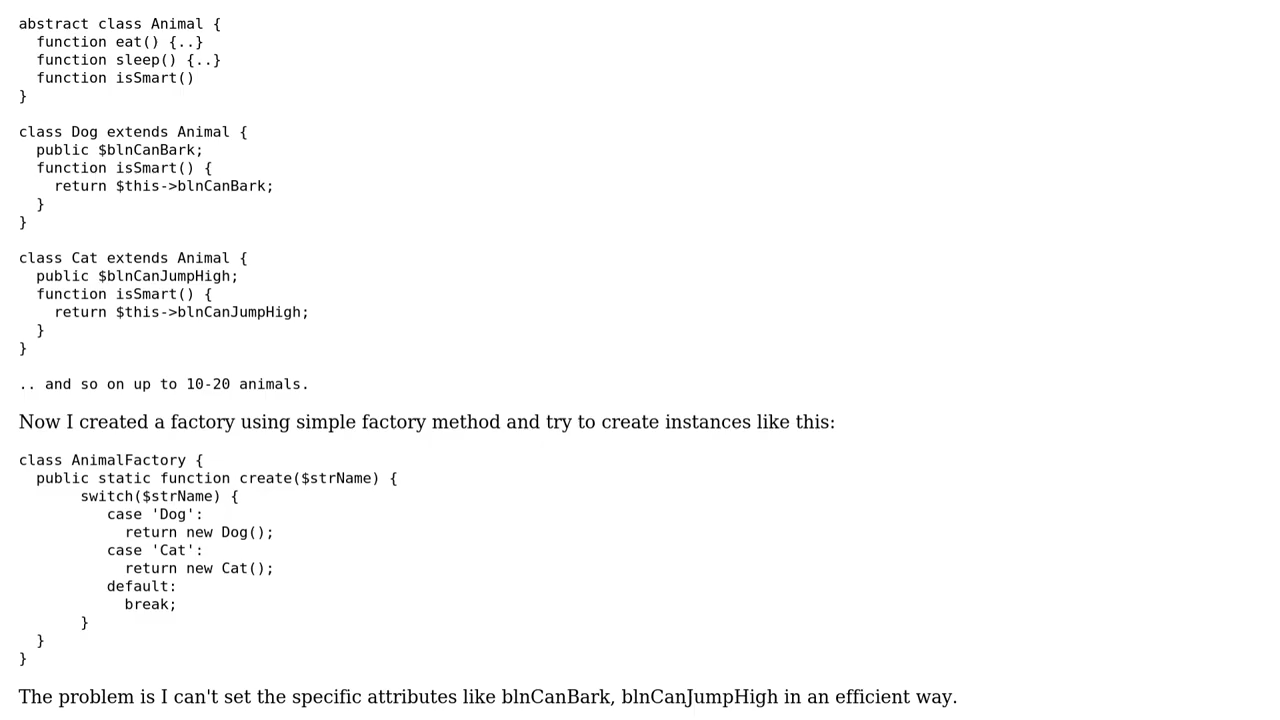 abstract class Animal {
  function eat() {..}
  function sleep() {..}
  function isSmart()
}

class Dog extends Animal {
  public $blnCanBark;
  function isSmart() {
    return $this->blnCanBark;
  }
}

class Cat extends Animal {
  public $blnCanJumpHigh;
  function isSmart() {
    return $this->blnCanJumpHigh;
  }
}

.. and so on up to 10-20 animals.
Now I created a factory using simple factory method and try to create instances like this:
class AnimalFactory {
  public static function create($strName) {
       switch($strName) {
          case 'Dog':
            return new Dog();
          case 'Cat':
            return new Cat();
          default:
            break;
       }
  }
}
The problem is I can't set the specific attributes like blnCanBark, blnCanJumpHigh in an efficient way.